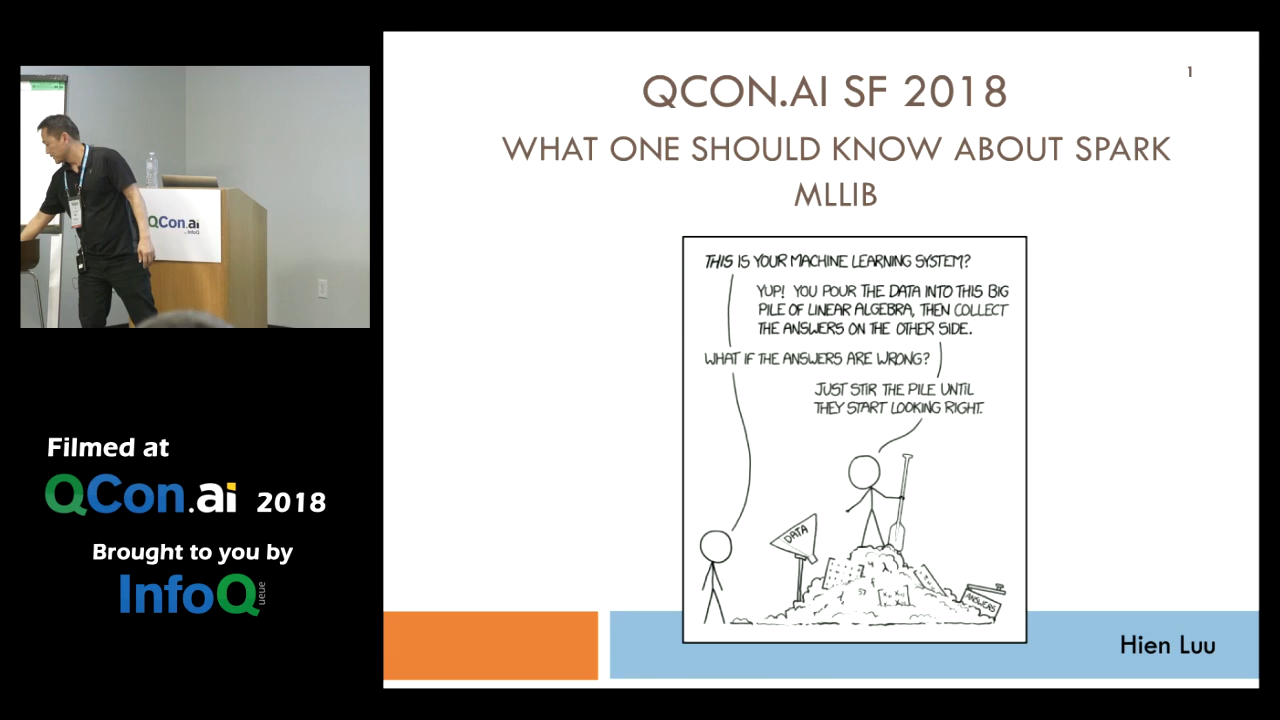 QCon.ai
by InfoQ
Filmed at
QCon.ai 2018
Brought to you by
InfoQ
ueue
1
QCON.AI SF 2018
WHAT ONE SHOULD KNOW ABOUT SPARK
MLLIB
THIS IS YOUR MACHINE LEARNING SYSTEM?
YUP! YOU POUR THE DATA INTO THIS BIG
PILE OF LINEAR ALGEBRA, THEN COLLECT
THE ANSWERS ON THE OTHER SIDE.
WHAT IF THE ANSWERS ARE WRONG?
JUST STIR THE PILE UNTIL
THEY START LOOKING RIGHT.
DATA
ANSWERS
Hien Luu